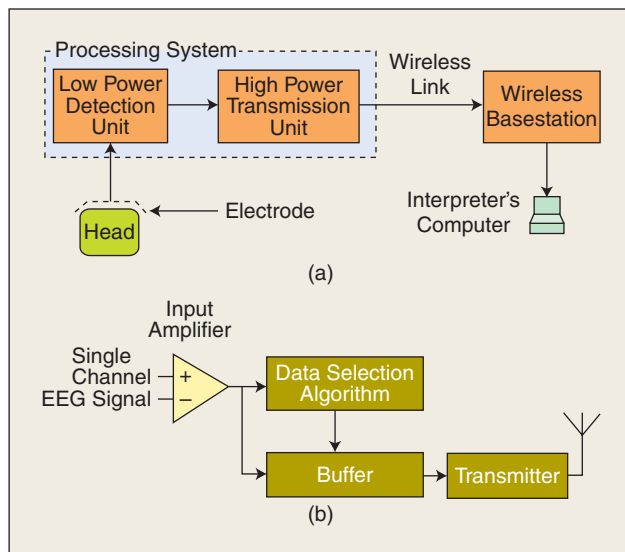 Processing System
Low Power
Detection
Unit
High Power
Transmission
Unit
Wireless
Link
Wireless
Basestation
Head
Electrode
Interpreter's
Computer
(a)
Input
Amplifier
Single
Channel
EEG Signal
+
−
Data Selection
Algorithm
Buffer
Transmitter
(b)